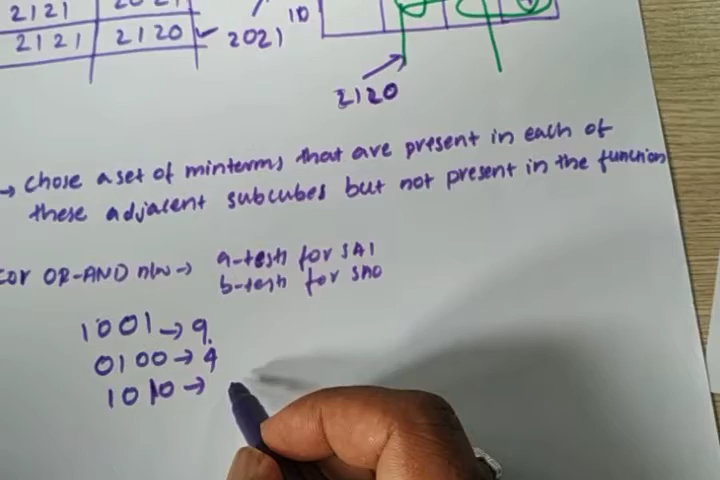 2121
2121 2120 2021
10
2120
→ Chose a set of minterms that are present in each of
these adjacent subcubes but not present in the function
OR-AND n/w → a-tests for SA1
b-tests for SA0
1001 → 9
0100 → 4
1010 →